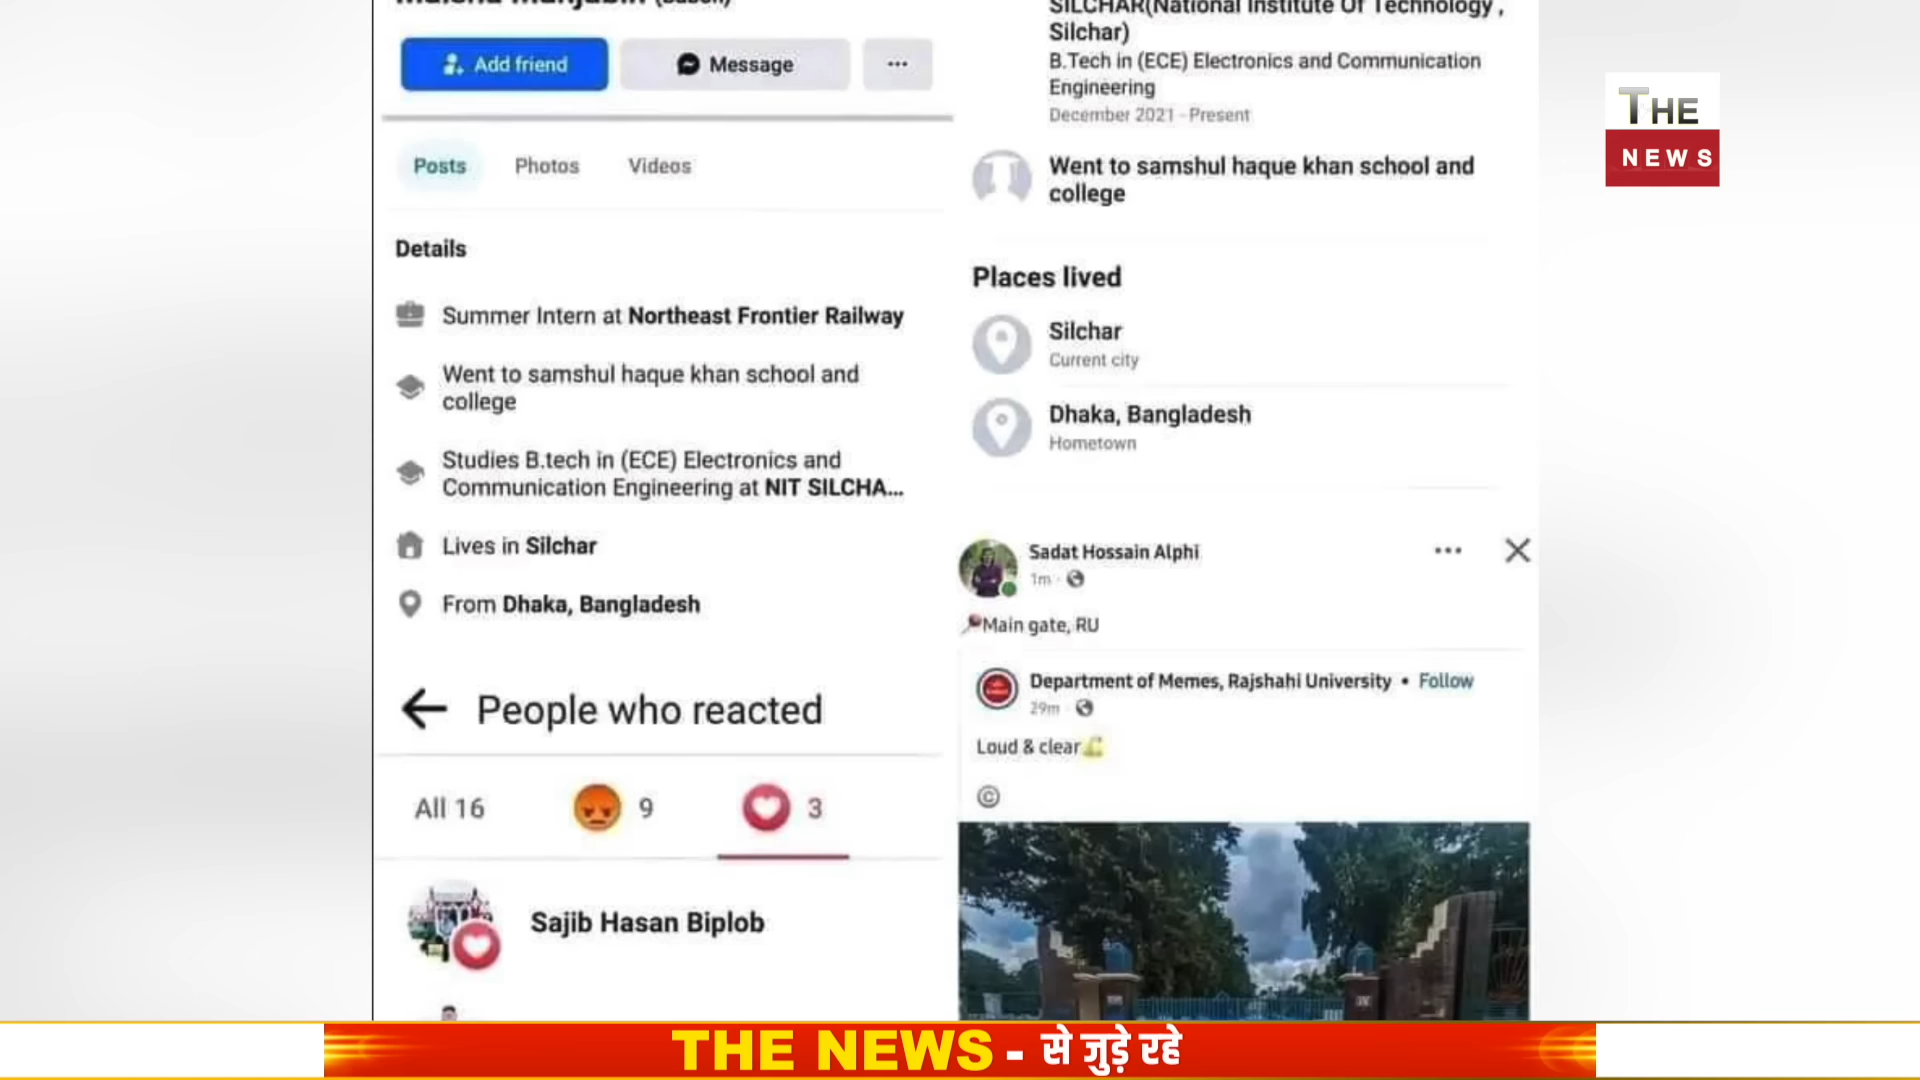 Add friend
Message
Posts
Photos
Videos
Details
Summer Intern at Northeast Frontier Railway
Went to samshul haque khan school and
college
Studies B.tech in (ECE) Electronics and
Communication Engineering at NIT SILCHA...
Lives in Silchar
From Dhaka, Bangladesh
People who reacted
All 16
9
3
Sajib Hasan Biplob
SILCHAR(National Institute Of Technology ,
Silchar)
B.Tech in (ECE) Electronics and Communication
Engineering
December 2021 - Present
Went to samshul haque khan school and
college
Places lived
Silchar
Current city
Dhaka, Bangladesh
Hometown
Sadat Hossain Alphi
1m
Main gate, RU
Department of Memes, Rajshahi University • Follow
29m
Loud & clear
©
THE
NEWS
THE NEWS - से जुड़े रहे